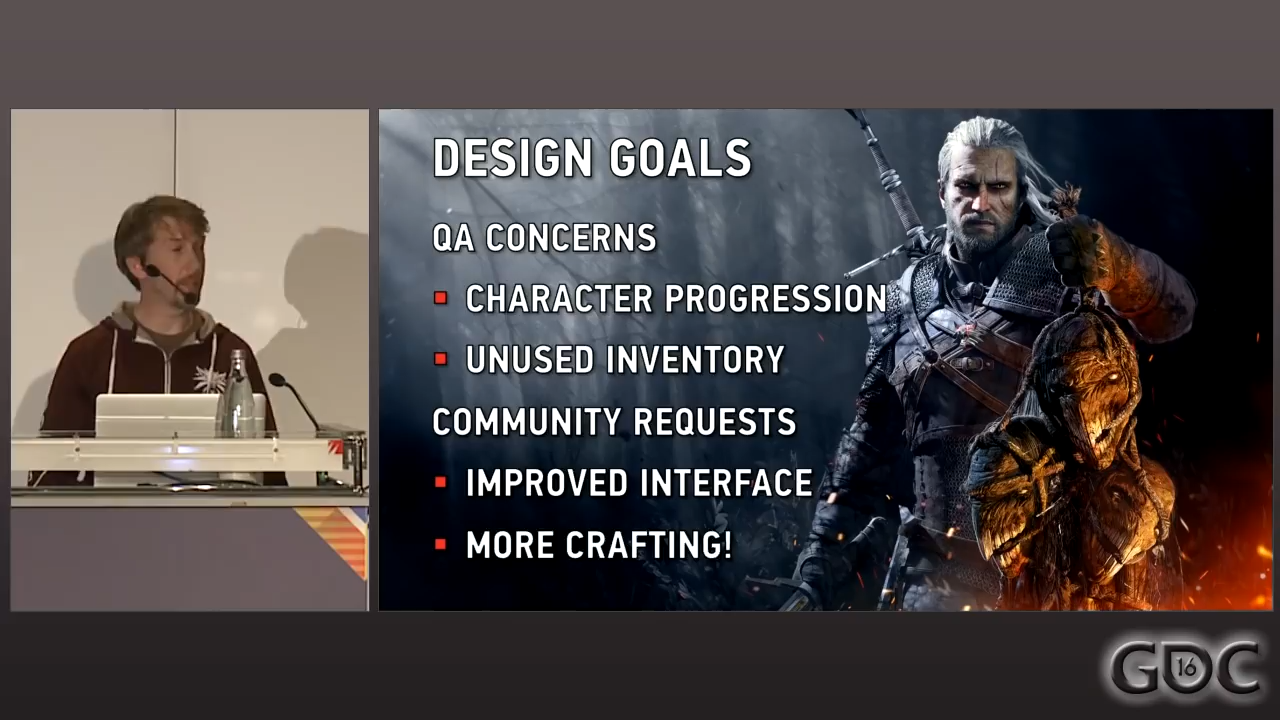 DESIGN GOALS
QA CONCERNS
CHARACTER PROGRESSION
UNUSED INVENTORY
COMMUNITY REQUESTS
IMPROVED INTERFACE
MORE CRAFTING!
GDC
16